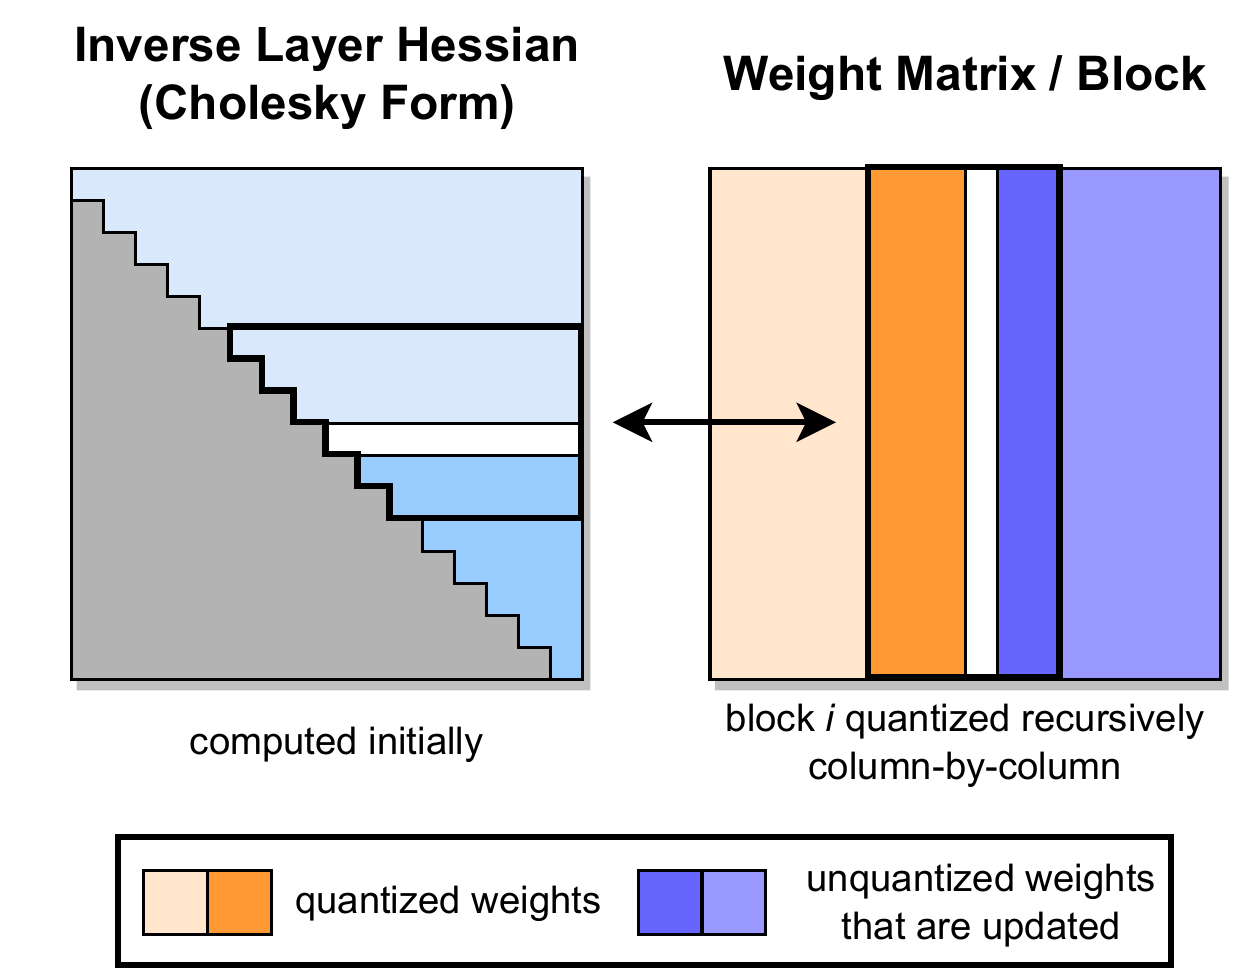 Inverse Layer Hessian
(Cholesky Form)
Weight Matrix / Block
computed initially
block i quantized recursively
column-by-column
quantized weights
unquantized weights
that are updated